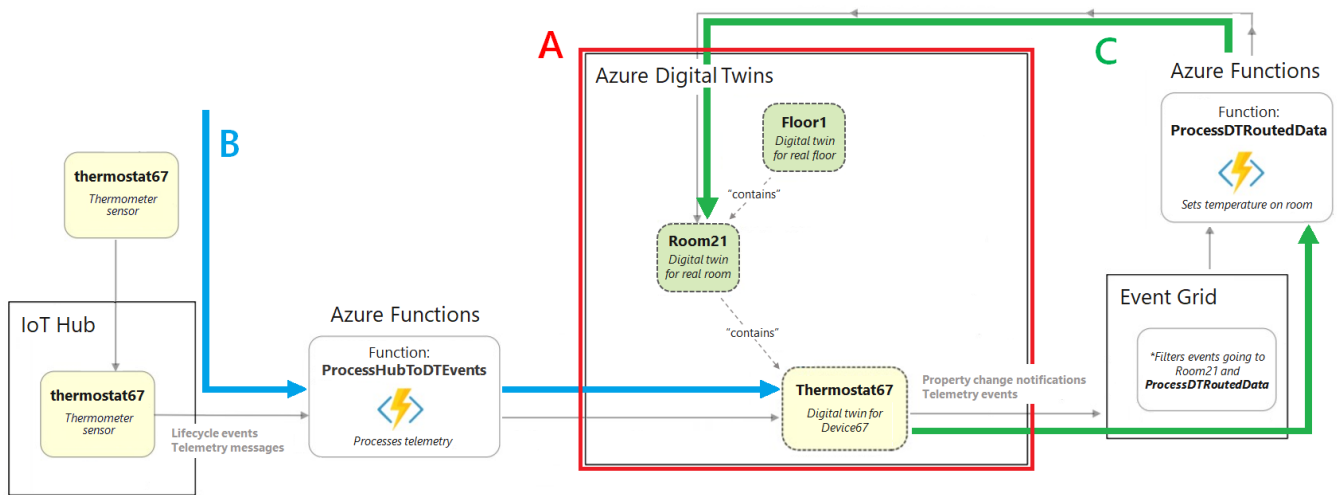 A
B
C
thermostat67
Thermometer
sensor
IoT Hub
thermostat67
Thermometer
sensor
Lifecycle events
Telemetry messages
Azure Functions
Function:
ProcessHubToDTEvents
Processes telemetry
Azure Digital Twins
Floor1
Digital twin
for real floor
“contains”
Room21
Digital twin
for real room
“contains”
Thermostat67
Digital twin for
Device67
Property change notifications
Telemetry events
Event Grid
*Filters events going to
Room21 and
ProcessDTRoutedData
Azure Functions
Function:
ProcessDTRoutedData
Sets temperature on room